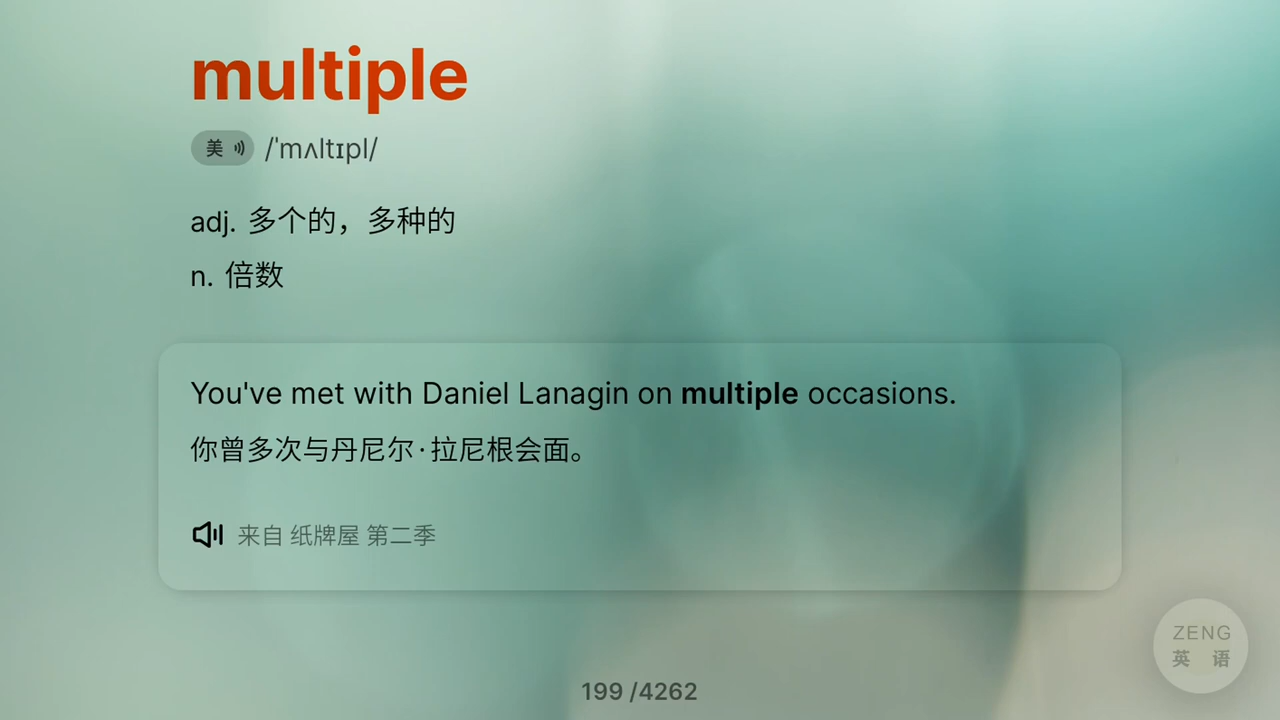 multiple
美 /ˈmʌltɪpl/
adj. 多个的，多种的
n. 倍数
You've met with Daniel Lanagin on multiple occasions.
你曾多次与丹尼尔·拉尼根会面。
来自 纸牌屋 第二季
ZENG
英 语
199 /4262